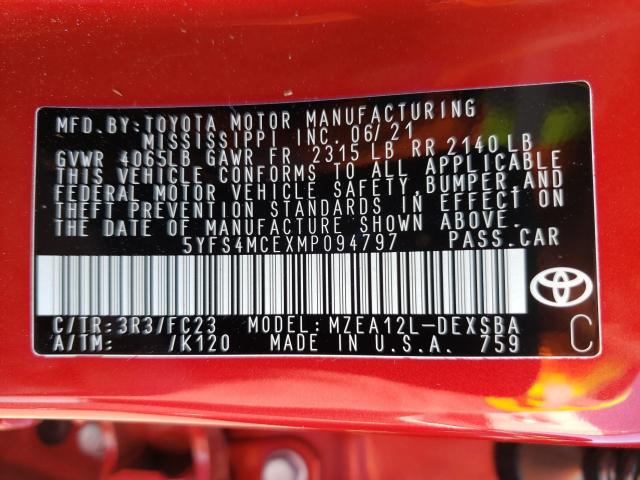 MFD.BY:TOYOTA MOTOR MANUFACTURING
MISSISSIPPI INC. 06/21
GVWR 4065LB GAWR FR 2315 LB RR 2140 LB
THIS VEHICLE CONFORMS TO ALL APPLICABLE
FEDERAL MOTOR VEHICLE SAFETY,BUMPER,AND
THEFT PREVENTION STANDARDS IN EFFECT ON
THE DATE OF MANUFACTURE SHOWN ABOVE.
5YFS4MCEXMP094797 PASS.CAR
C/TR:3R3/FC23 MODEL:MZEA12L-DEXSBA
A/TM: /K120 MADE IN U.S.A. 759
C